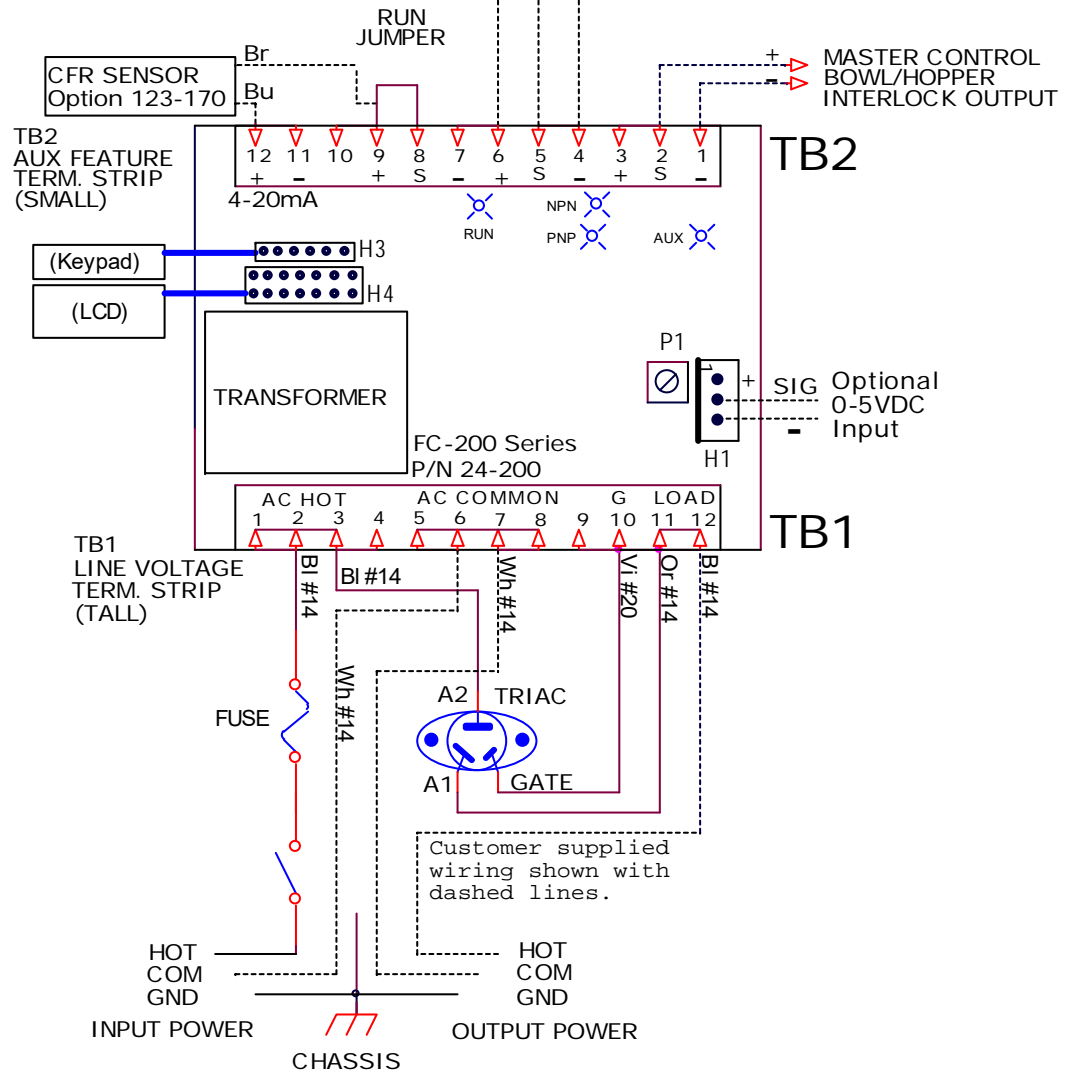 RUN
JUMPER
Br
CFR SENSOR
Option 123-170
Bu
+
-
MASTER CONTROL
BOWL/HOPPER
INTERLOCK OUTPUT
TB2
AUX FEATURE
TERM. STRIP
(SMALL)
12 11 10 9 8 7 6 5 4 3 2 1
+ - + S - + S - + S -
4-20mA
TB2
RUN
NPN
PNP
AUX
(Keypad)
H3
(LCD)
H4
TRANSFORMER
P1
1
+
SIG
-
Optional
0-5VDC
Input
H1
FC-200 Series
P/N 24-200
AC HOT AC COMMON G LOAD
1 2 3 4 5 6 7 8 9 10 11 12
TB1
TB1
LINE VOLTAGE
TERM. STRIP
(TALL)
Bl #14
Bl #14
Wh #14
Wh #14
Vi #20
Or #14
Bl #14
FUSE
A2 TRIAC
A1 GATE
Customer supplied
wiring shown with
dashed lines.
HOT
COM
GND
INPUT POWER
HOT
COM
GND
OUTPUT POWER
CHASSIS